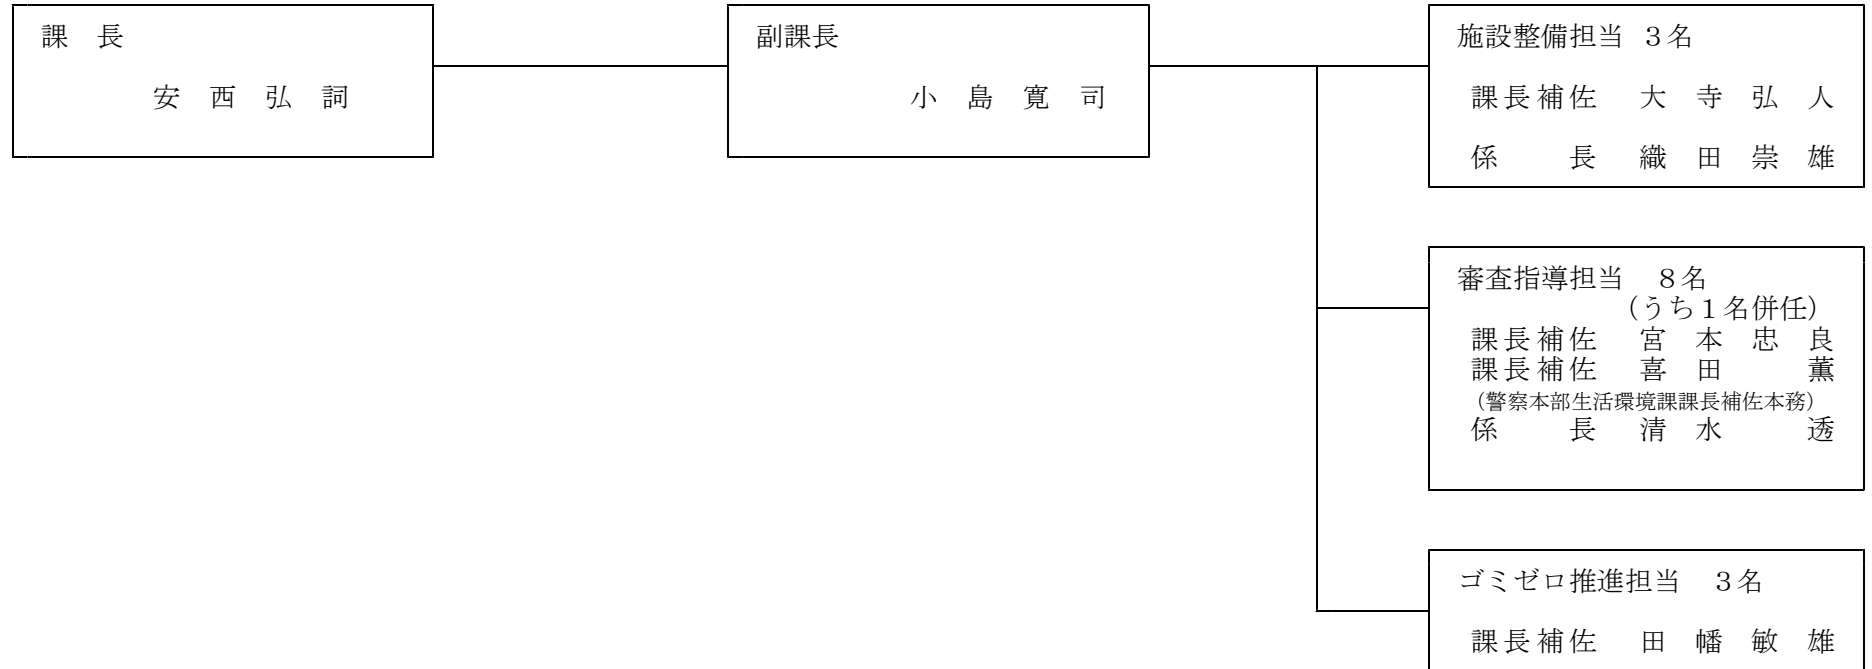 課　長
安　西　弘　詞
副課長
小　島　寛　司
施設整備担当　３名
課長補佐　大　寺　弘　人
係　　長　織　田　崇　雄
審査指導担当　８名
（うち１名併任）
課長補佐　宮　本　忠　良
課長補佐　喜　田　　　薫
（警察本部生活環境課課長補佐本務）
係　　長　清　水　　　透
ゴミゼロ推進担当　３名
課長補佐　田　幡　敏　雄